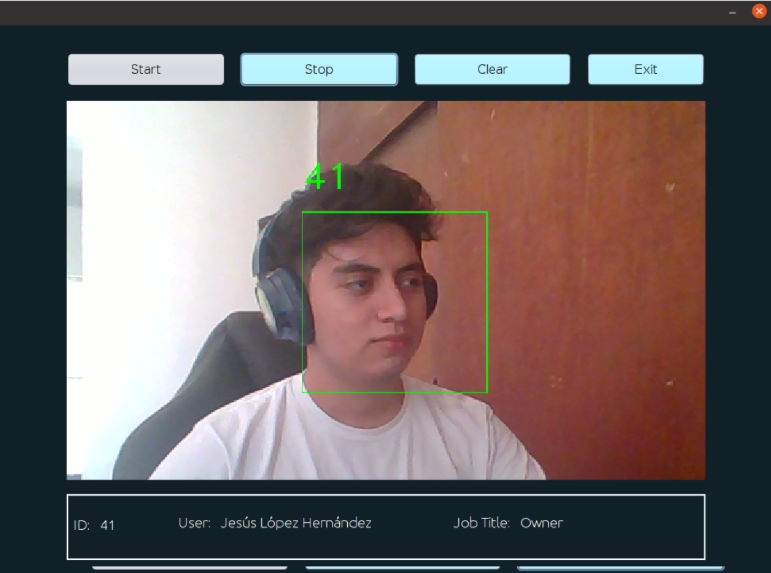 Start Stop Clear Exit
41
ID: 41 User: Jesús López Hernández Job Title: Owner